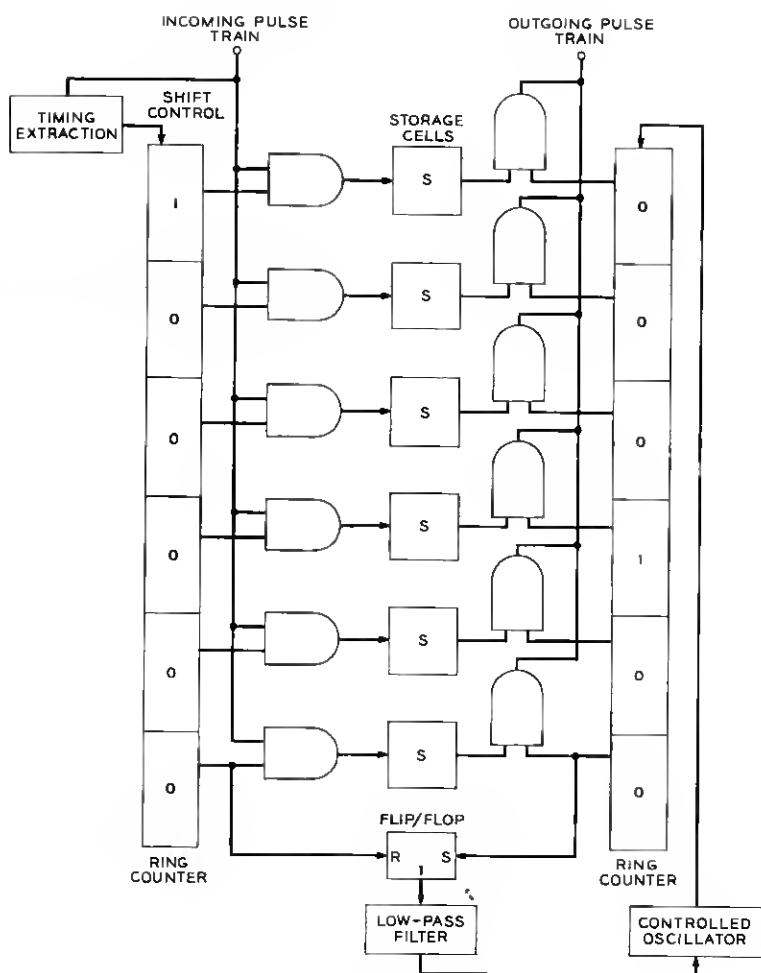 INCOMING PULSE
TRAIN
OUTGOING PULSE
TRAIN
TIMING
EXTRACTION
SHIFT
CONTROL
STORAGE
CELLS
1
S
0
0
S
0
0
S
0
0
S
1
0
S
0
0
S
0
RING
COUNTER
FLIP/FLOP
R S
1
RING
COUNTER
LOW-PASS
FILTER
CONTROLLED
OSCILLATOR